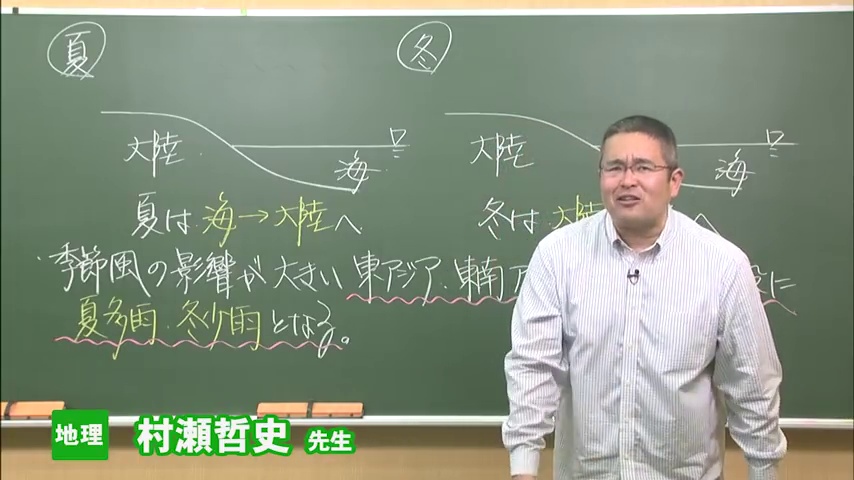 夏
冬
大陸
海
大陸
海
夏は 海→大陸へ
冬は 大陸 へ
季節風の影響が大きい 東アジア・東南ア に
夏多雨・冬少雨となる。
地理 村瀬哲史 先生